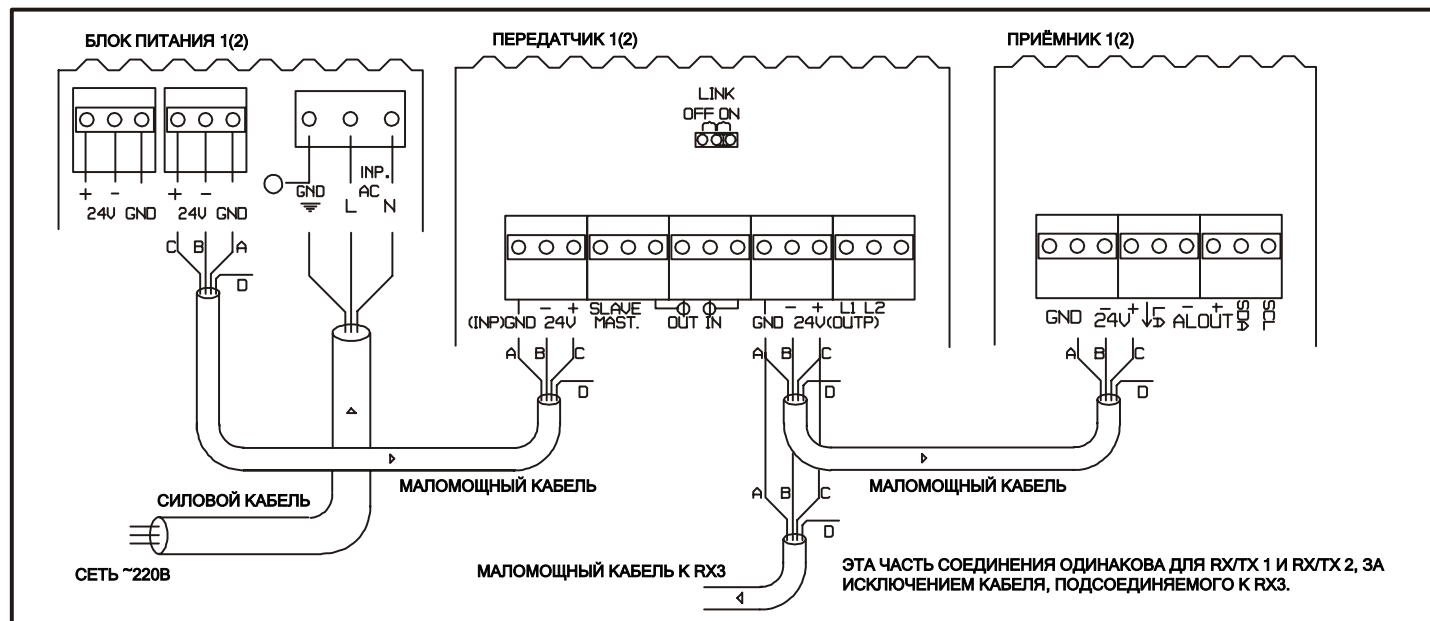 БЛОК ПИТАНИЯ 1(2)
ПЕРЕДАТЧИК 1(2)
ПРИЁМНИК 1(2)
LINK
OFF ON
+ - 24V GND
+ - 24V GND
GND
INP.
AC
L N
C B A
D
(INP)GND - + 24V
SLAVE
MAST.
OUT IN
GND - + 24V(OUTP)
L1 L2
GND - + 24V
LA
- + ALOUT
SDA
SCL
A B C
D
A B C
D
A B C
D
МАЛОМОЩНЫЙ КАБЕЛЬ
МАЛОМОЩНЫЙ КАБЕЛЬ
СИЛОВОЙ КАБЕЛЬ
A B C
D
СЕТЬ ~220В
МАЛОМОЩНЫЙ КАБЕЛЬ К RX3
ЭТА ЧАСТЬ СОЕДИНЕНИЯ ОДИНАКОВА ДЛЯ RX/TX 1 И RX/TX 2, ЗА
ИСКЛЮЧЕНИЕМ КАБЕЛЯ, ПОДСОЕДИНЯЕМОГО К RX3.